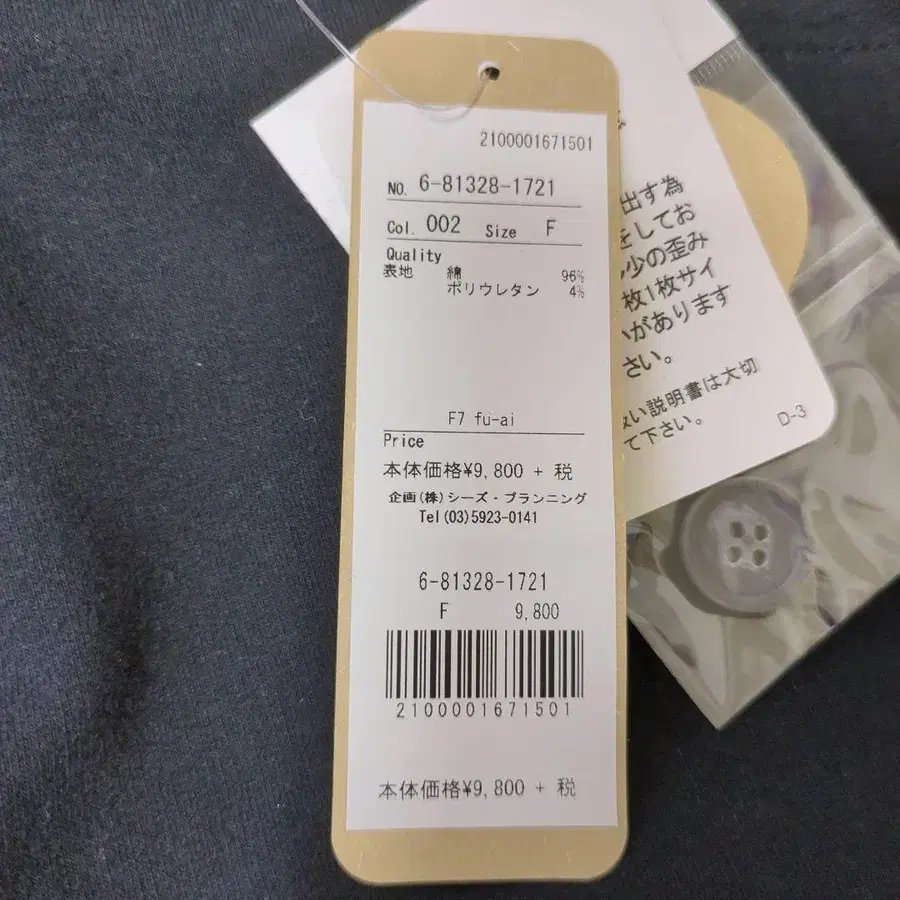 2100001671501
NO. 6-81328-1721
Col. 002 Size F
Quality
表地 綿 96%
ポリウレタン 4%
F7 fu-ai
Price
本体価格¥9,800 + 税
企画(株)シーズ・プランニング
Tel(03)5923-0141
6-81328-1721
F 9,800
2100001671501
本体価格¥9,800 + 税
出す為
をしてお
少の歪み
枚1枚サイ
があります
さい。
い説明書は大切
て下さい。
D-3